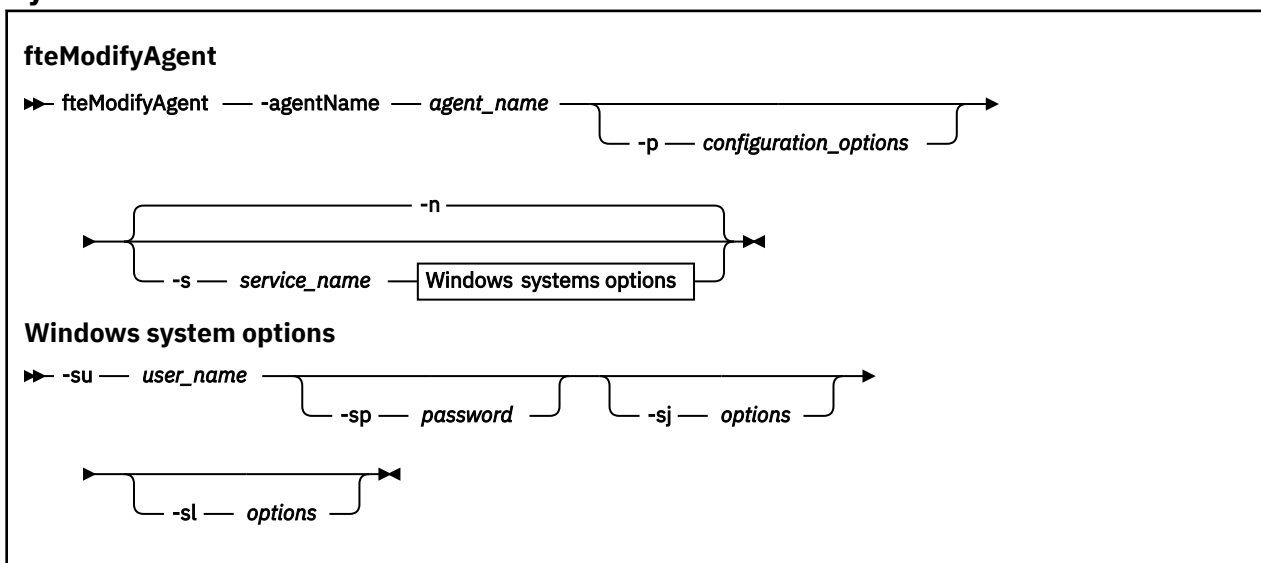 fteModifyAgent
fteModifyAgent -agentName agent_name
-p configuration_options
-n
-s service_name Windows systems options
Windows system options
-su user_name
-sp password -sj options
-sl options